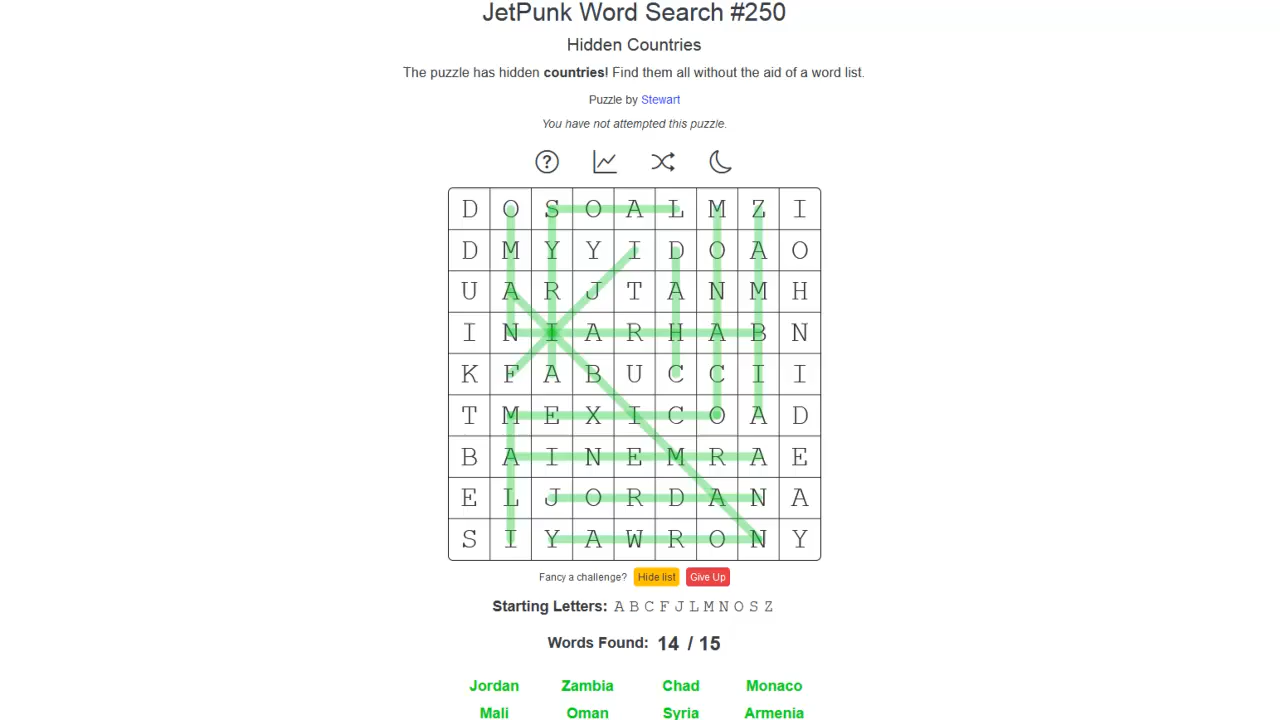 JetPunk Word Search #250
Hidden Countries
The puzzle has hidden countries! Find them all without the aid of a word list.
Puzzle by Stewart
You have not attempted this puzzle.
?
D O S O A L M Z I
D M Y Y I D O A O
U A R J T A N M H
I N I A R H A B N
K F A B U C C I I
T M E X I C O A D
B A I N E M R A E
E L J O R D A N A
S I Y A W R O N Y
Fancy a challenge? Hide list Give Up
Starting Letters: A B C F J L M N O S Z
Words Found: 14 / 15
Jordan Zambia Chad Monaco
Mali Oman Syria Armenia